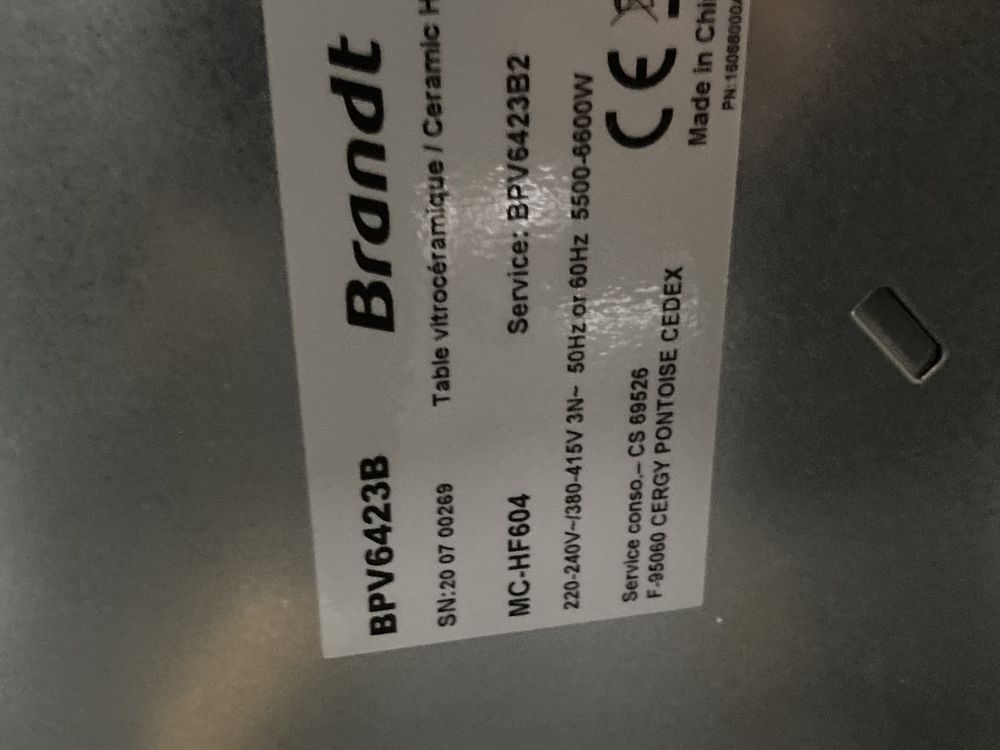 BPV6423B Brandt
SN:20 07 00269 Table vitrocéramique / Ceramic H
MC-HF604 Service: BPV6423B2
220-240V~/380-415V 3N~ 50Hz or 60Hz 5500-6600W
Service conso.– CS 69526 CE
F-95060 CERGY PONTOISE CEDEX Made in Chi